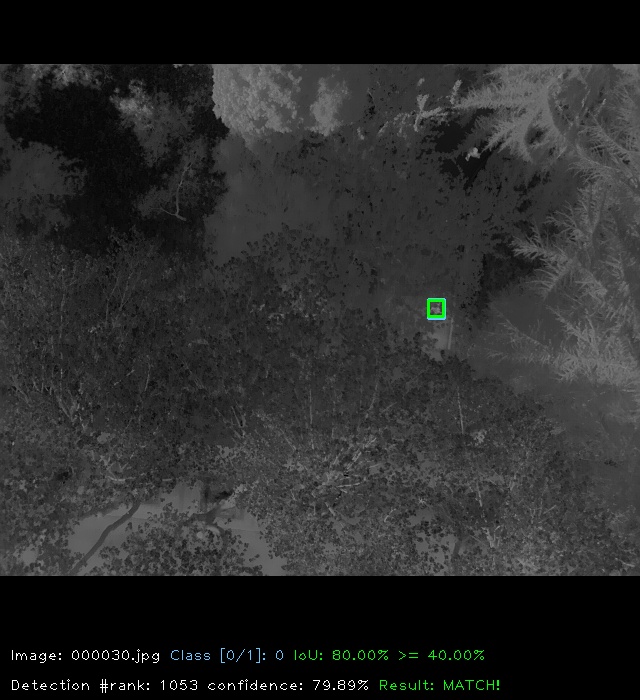 Image: 000030.jpg Class [0/1]: 0 IoU: 80.00% >= 40.00%
Detection #rank: 1053 confidence: 79.89% Result: MATCH!